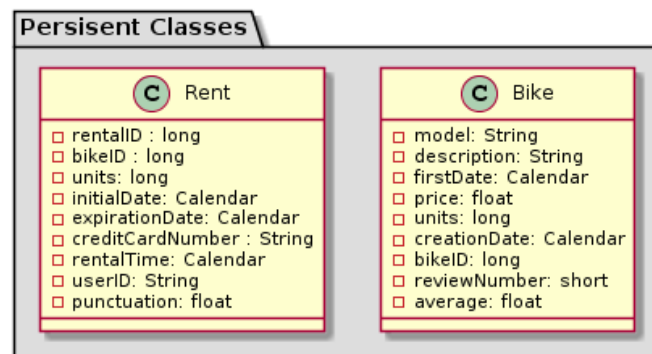 Persisent Classes
C Rent
rentalID : long
bikeID : long
units: long
initialDate: Calendar
expirationDate: Calendar
creditCardNumber : String
rentalTime: Calendar
userID: String
punctuation: float
C Bike
model: String
description: String
firstDate: Calendar
price: float
units: long
creationDate: Calendar
bikeID: long
reviewNumber: short
average: float